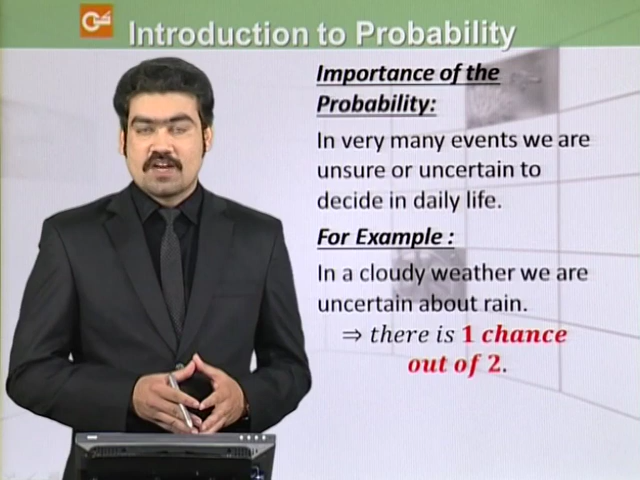 Introduction to Probability
Importance of the
Probability:
In very many events we are
unsure or uncertain to
decide in daily life.
For Example :
In a cloudy weather we are
uncertain about rain.
⇒ there is 1 chance
out of 2.